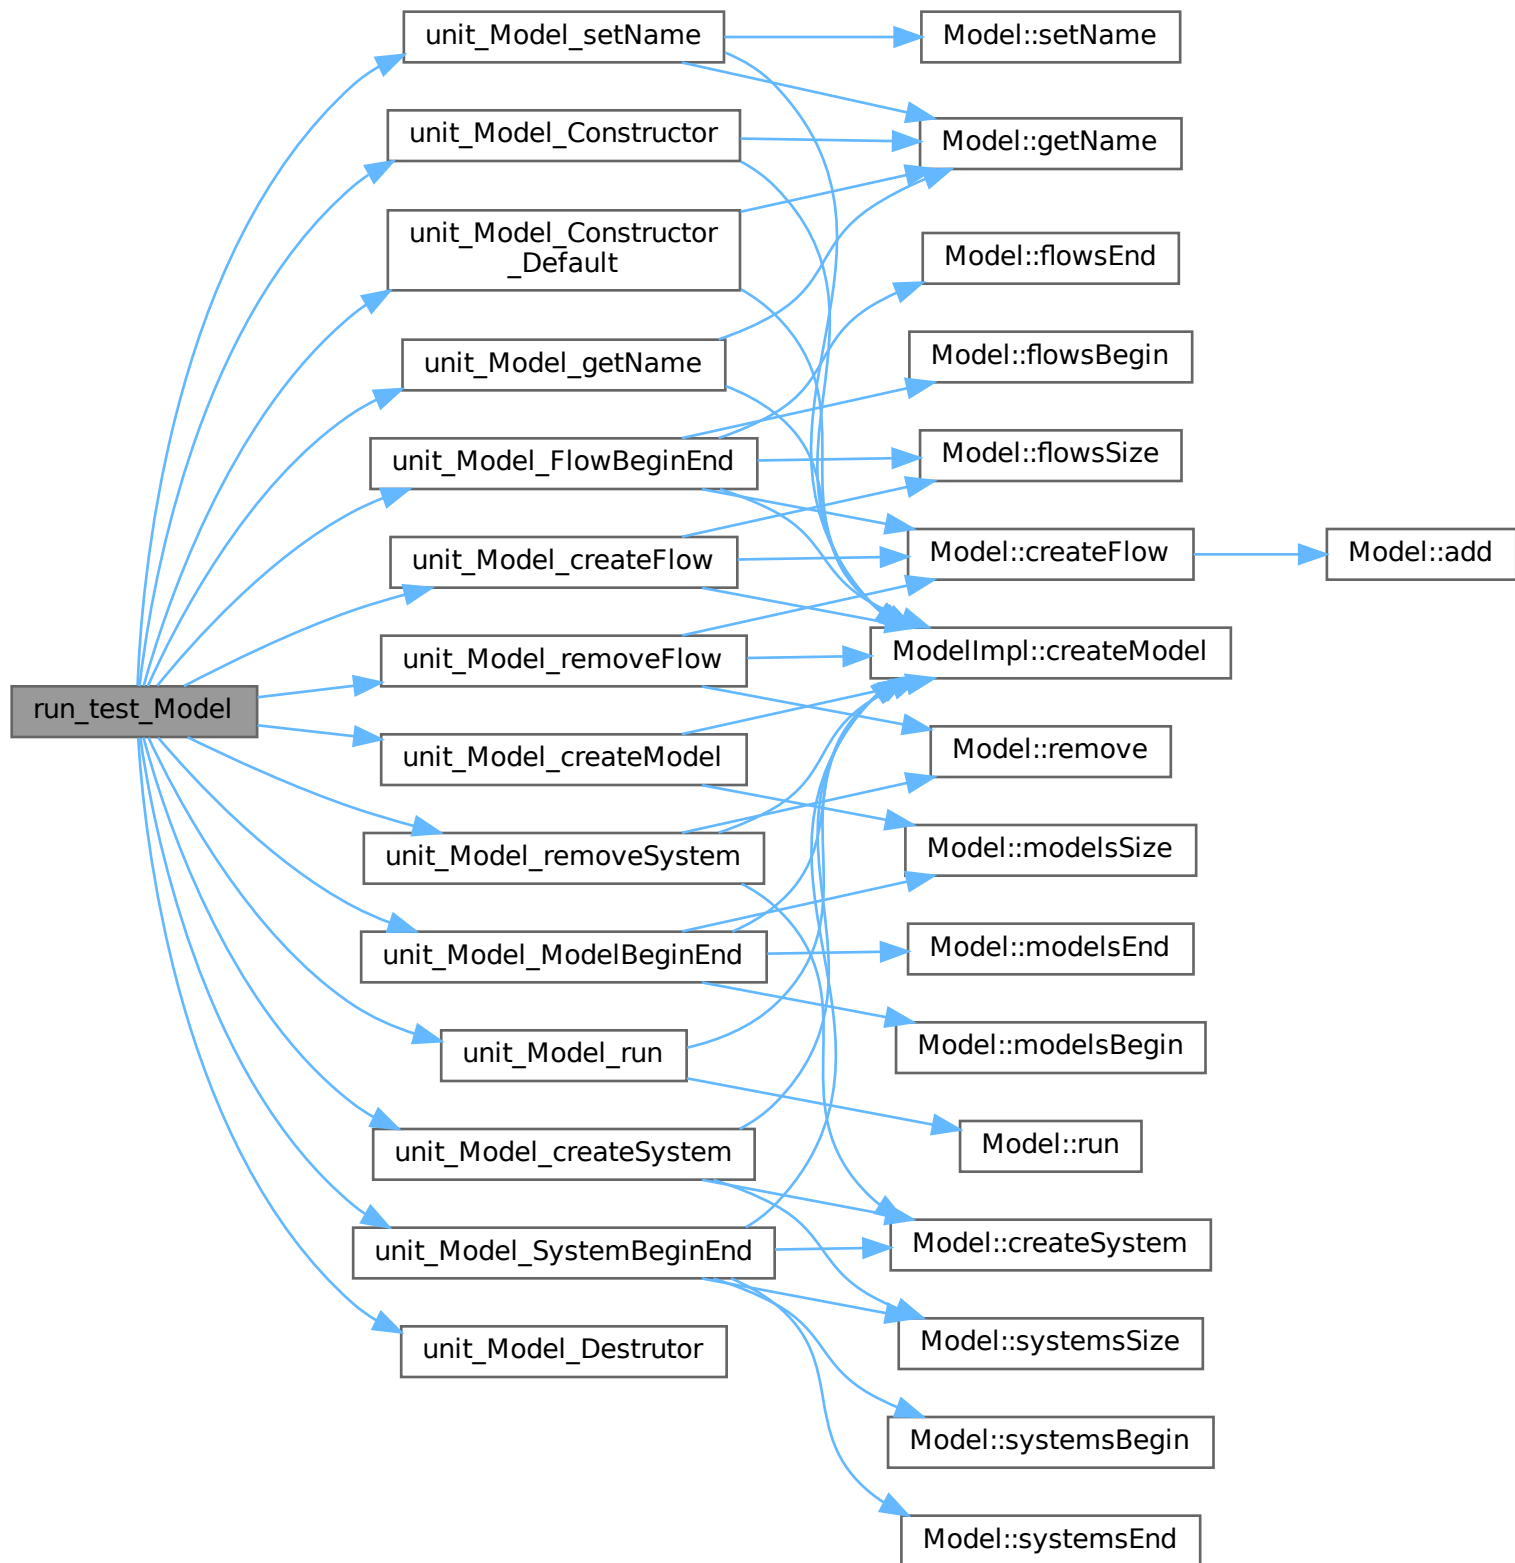 run_test_Model
unit_Model_setName
unit_Model_Constructor
unit_Model_Constructor
_Default
unit_Model_getName
unit_Model_FlowBeginEnd
unit_Model_createFlow
unit_Model_removeFlow
unit_Model_createModel
unit_Model_removeSystem
unit_Model_ModelBeginEnd
unit_Model_run
unit_Model_createSystem
unit_Model_SystemBeginEnd
unit_Model_Destrutor
Model::setName
Model::getName
Model::flowsEnd
Model::flowsBegin
Model::flowsSize
Model::createFlow
ModelImpl::createModel
Model::remove
Model::modelsSize
Model::modelsEnd
Model::modelsBegin
Model::run
Model::createSystem
Model::systemsSize
Model::systemsBegin
Model::systemsEnd
Model::add